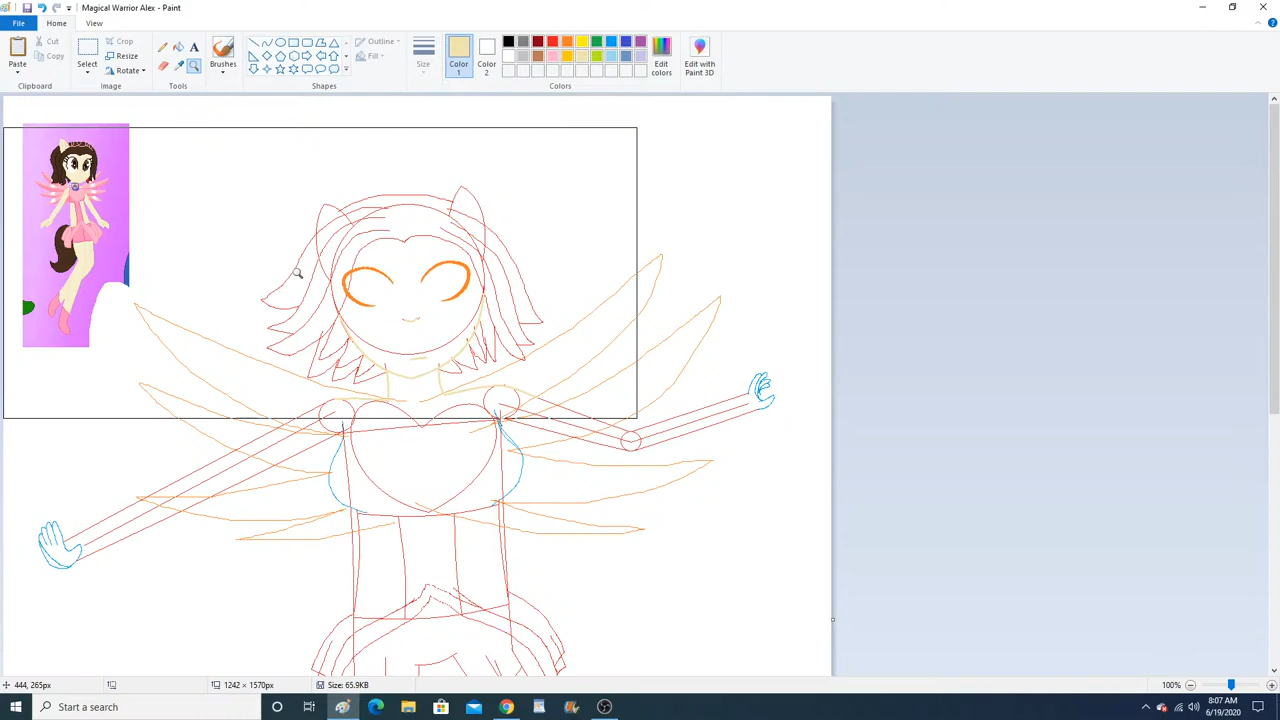 Magical Warrior Alex - Paint
File Home View
Paste
Cut
Copy
Clipboard
Select
Crop
Resize
Rotate
Image
A
Tools
Brushes
Outline
Fill
Shapes
Size
Color
1
Color
2
Edit
colors
Colors
Edit with
Paint 3D
444, 265px
1242 × 1570px
Size: 65.9KB
100%
Start a search
8:07 AM
6/19/2020